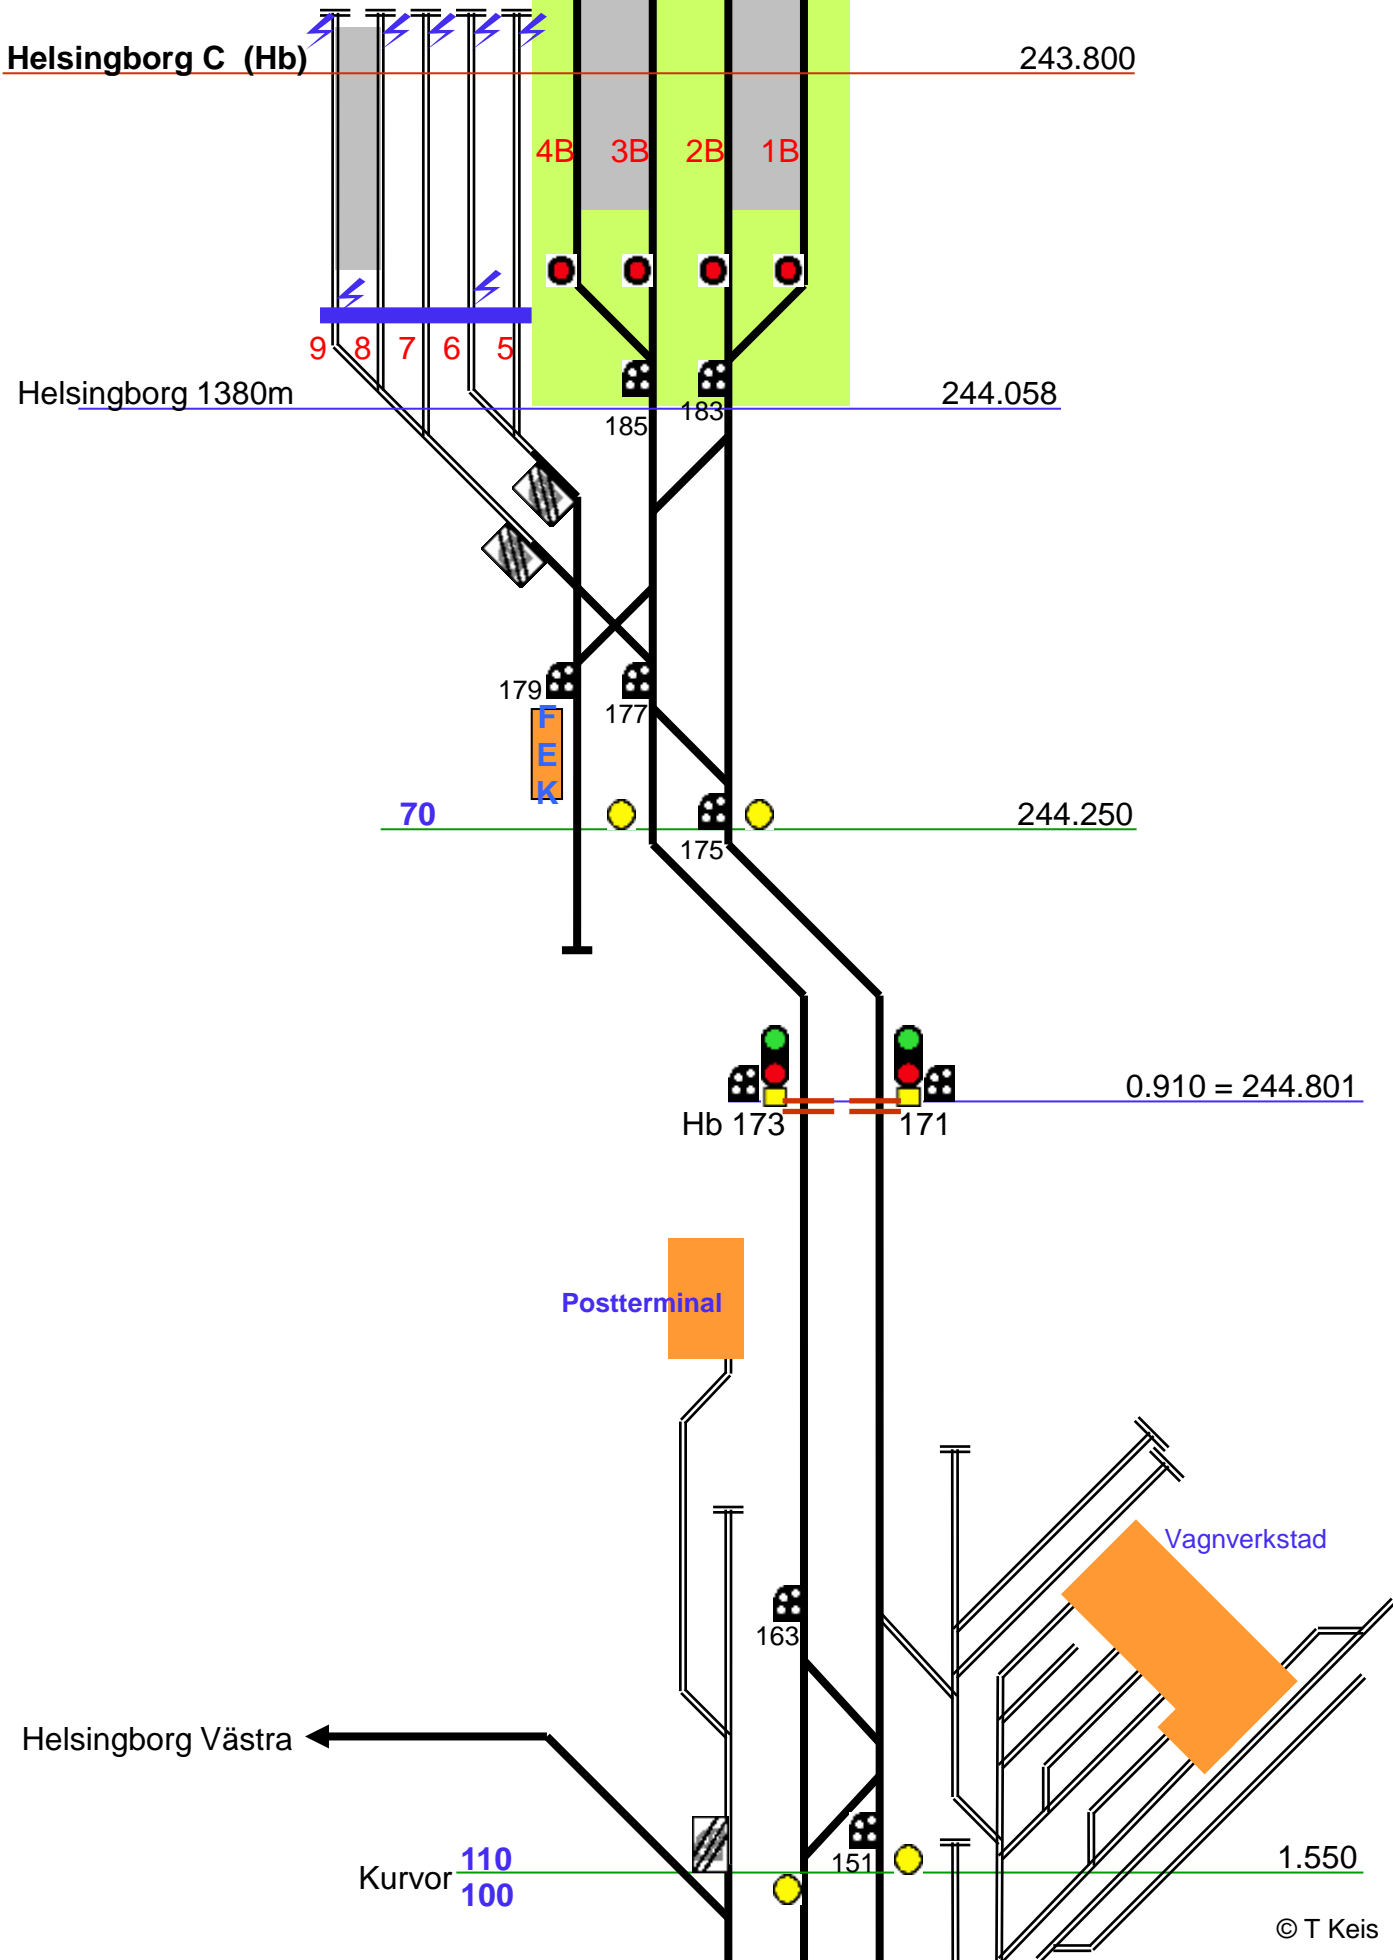 Helsingborg C (Hb)
243.800
4B 3B 2B 1B
9 8 7 6 5
Helsingborg 1380m
244.058
185
183
179
177
F
E
K
70
244.250
175
0.910 = 244.801
Hb 173
171
Postterminal
Vagnverkstad
163
Helsingborg Västra
151
1.550
Kurvor
110
100
© T Keis